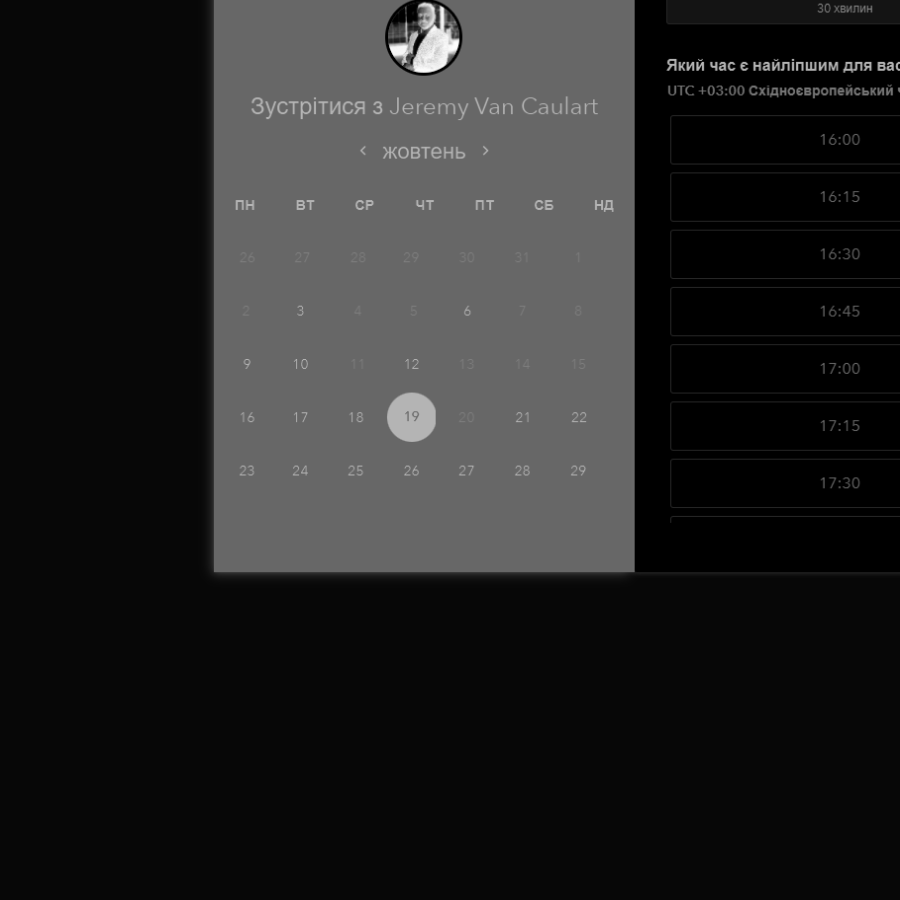 Зустрітися з Jeremy Van Caulart
жовтень
ПН ВТ СР ЧТ ПТ СБ НД
26 27 28 29 30 31 1
2 3 4 5 6 7 8
9 10 11 12 13 14 15
16 17 18 19 20 21 22
23 24 25 26 27 28 29
30 хвилин
Який час є найліпшим для вас
UTC +03:00 Східноєвропейський
16:00
16:15
16:30
16:45
17:00
17:15
17:30